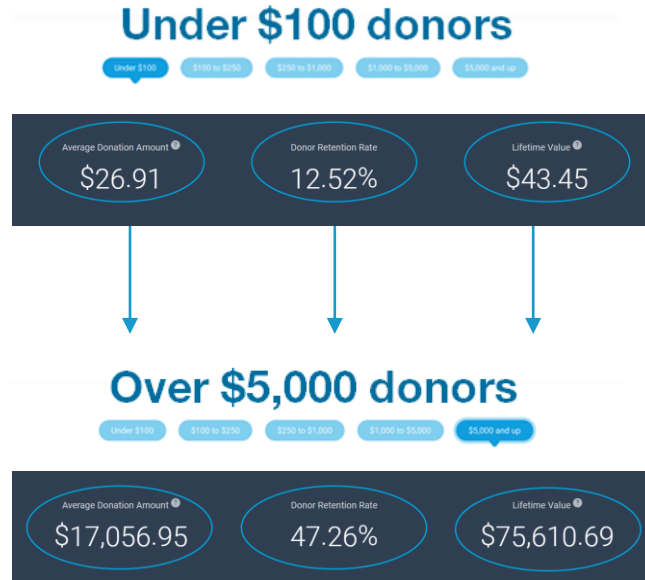 Under $100 donors
Under $100 $100 to $250 $250 to $1,000 $1,000 to $5,000 $5,000 and up
Average Donation Amount ? Donor Retention Rate Lifetime Value ?
$26.91 12.52% $43.45
Over $5,000 donors
Under $100 $100 to $250 $250 to $1,000 $1,000 to $5,000 $5,000 and up
Average Donation Amount ? Donor Retention Rate Lifetime Value ?
$17,056.95 47.26% $75,610.69